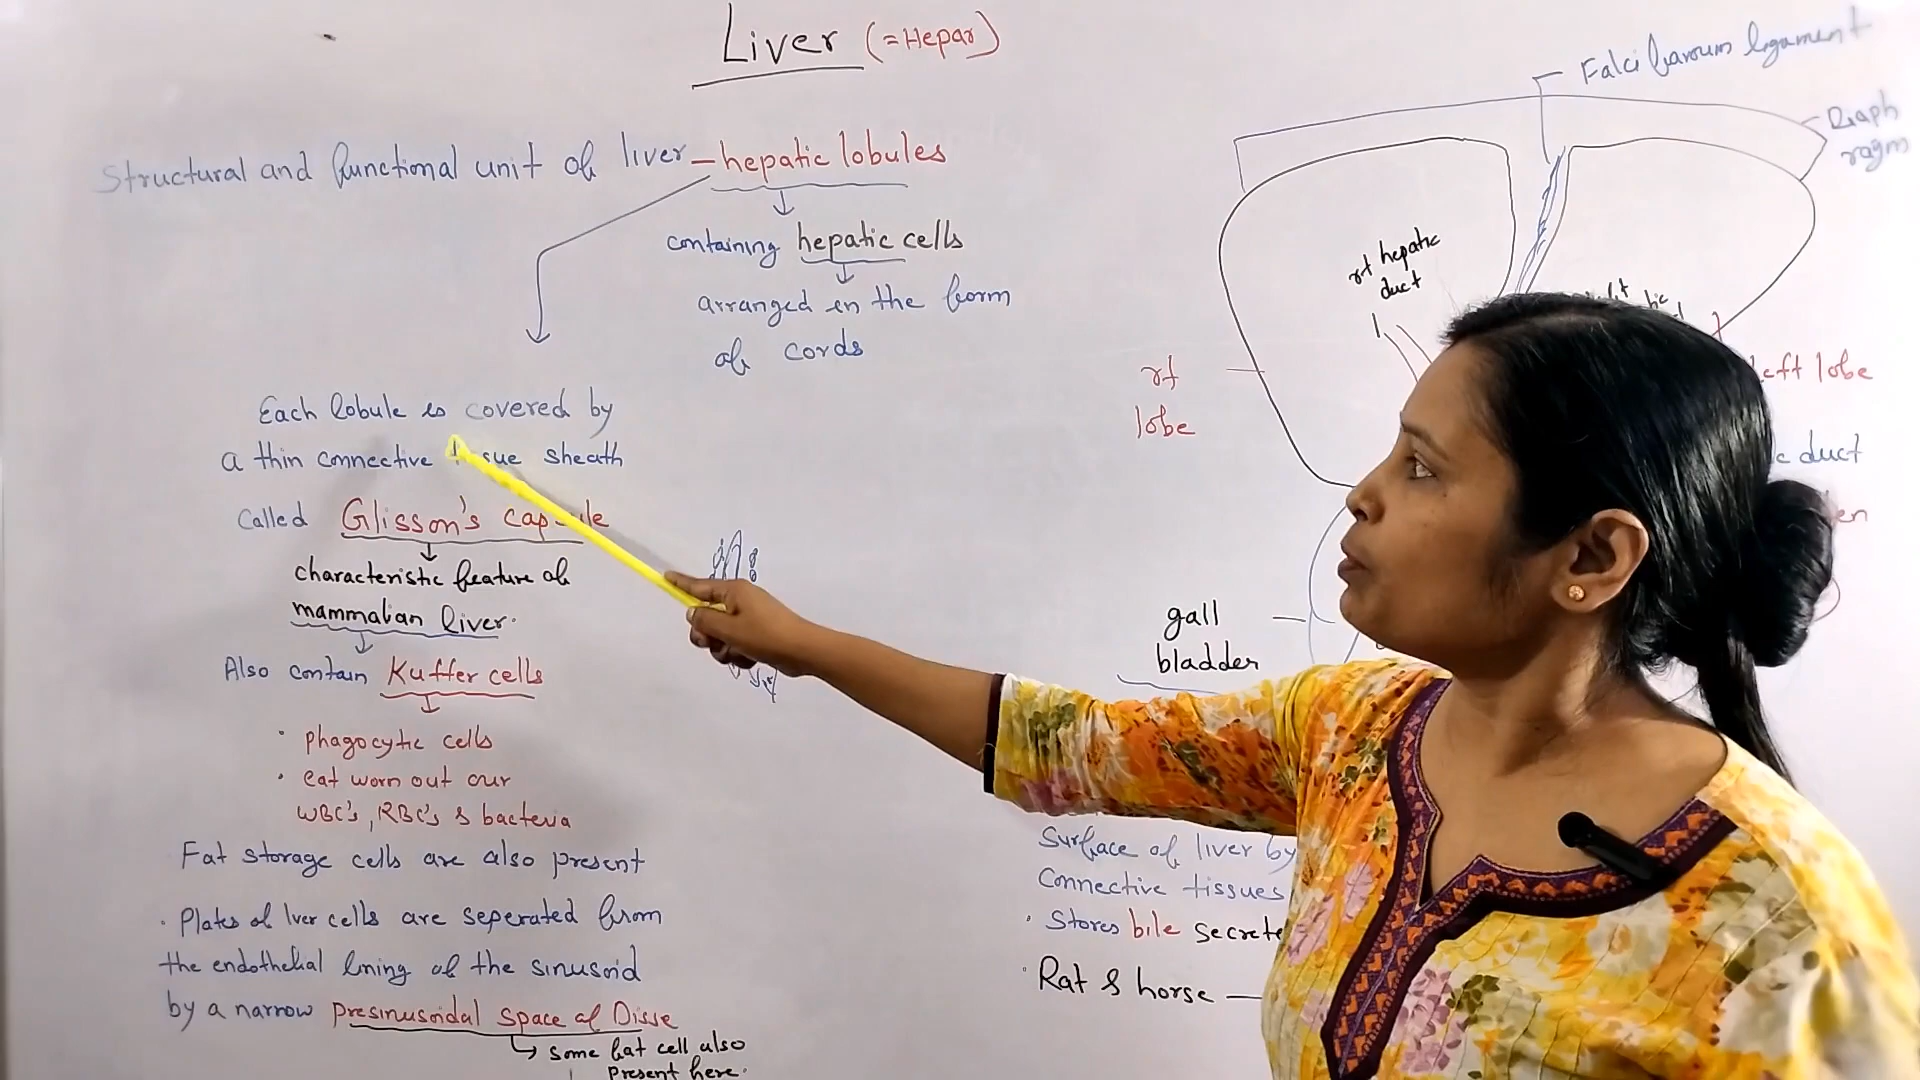 Liver (=Hepar)
Structural and functional unit of liver – hepatic lobules
containing hepatic cells
arranged in the form
of cords
Each lobule is covered by
a thin connective sheath
called Glisson's
characteristic feature of
mammalian liver.
Also contain Kuffer cells
• phagocytic cells
• eat worn out our
WBC's, RBC's & bacteria
Fat storage cells are also present
• Plates of lver cells are seperated from
the endothelial lining of the sinusoid
by a narrow presinusoidal space of Disse
some fat cell also
present here.
Falciparoum ligament
Diaph
ragm
rt hepatic
duct
rt
lobe
left lobe
duct
gall
bladder
Surface of liver by
connective tissues
• Stores bile secrete
• Rat & horse —